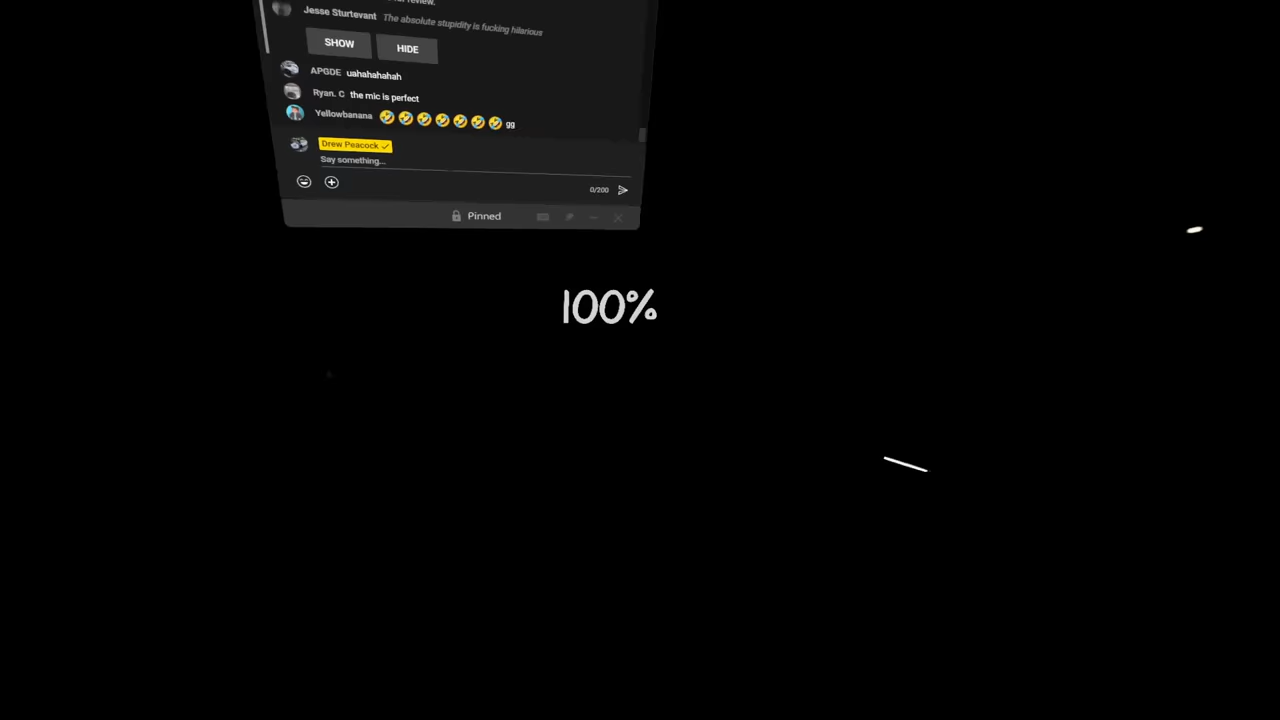 review.
Jesse Sturtevant The absolute stupidity is fucking hilarious
SHOW HIDE
APGDE uahahahahah
Ryan. C the mic is perfect
Yellowbanana 🤣🤣🤣🤣🤣🤣🤣 gg
Drew Peacock ✓
Say something...
0/200
Pinned
100%